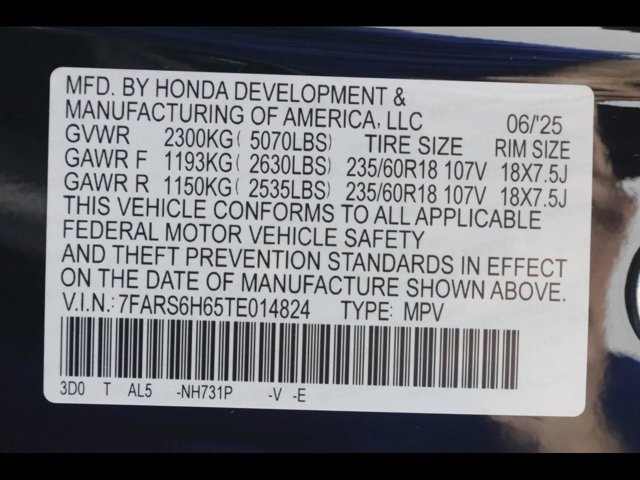 MFD. BY HONDA DEVELOPMENT &
MANUFACTURING OF AMERICA, LLC 06/'25
GVWR 2300KG( 5070LBS) TIRE SIZE RIM SIZE
GAWR F 1193KG( 2630LBS) 235/60R18 107V 18X7.5J
GAWR R 1150KG( 2535LBS) 235/60R18 107V 18X7.5J
THIS VEHICLE CONFORMS TO ALL APPLICABLE
FEDERAL MOTOR VEHICLE SAFETY
AND THEFT PREVENTION STANDARDS IN EFFECT
ON THE DATE OF MANUFACTURE SHOWN ABOVE.
V.I.N.: 7FARS6H65TE014824 TYPE: MPV
3D0 T AL5 -NH731P -V -E